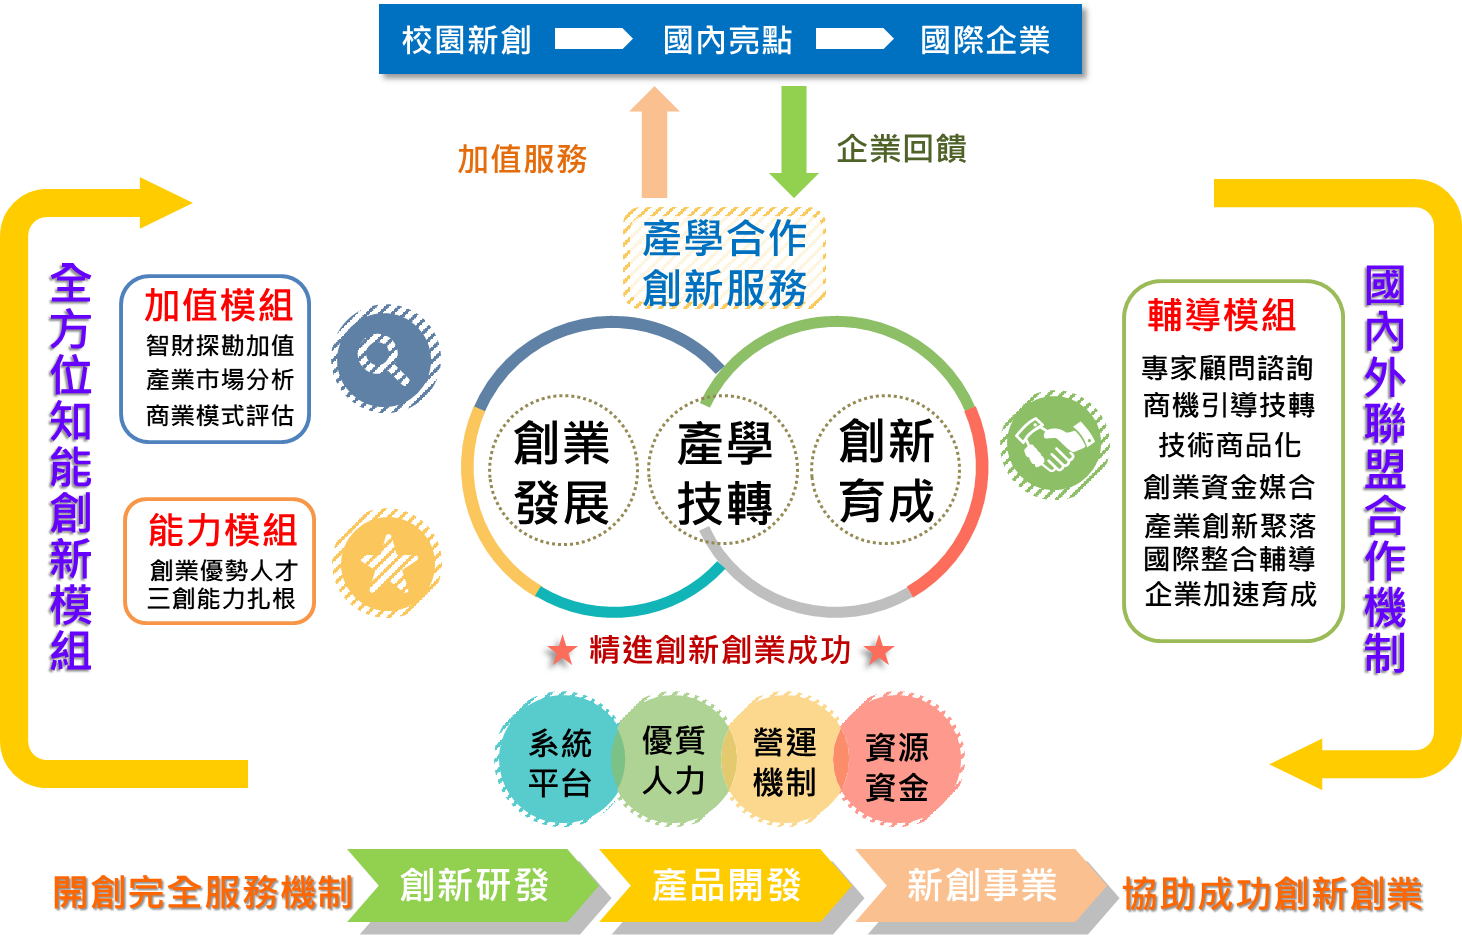 校園新創
國內亮點
國際企業
加值服務
企業回饋
產學合作
創新服務
全方位知能創新模組
加值模組
智財探勘加值
產業市場分析
商業模式評估
能力模組
創業優勢人才
三創能力扎根
創業
發展
產學
技轉
創新
育成
輔導模組
專家顧問諮詢
商機引導技轉
技術商品化
創業資金媒合
產業創新聚落
國際整合輔導
企業加速育成
國內外聯盟合作機制
精進創新創業成功
系統
平台
優質
人力
營運
機制
資源
資金
開創完全服務機制
創新研發
產品開發
新創事業
協助成功創新創業